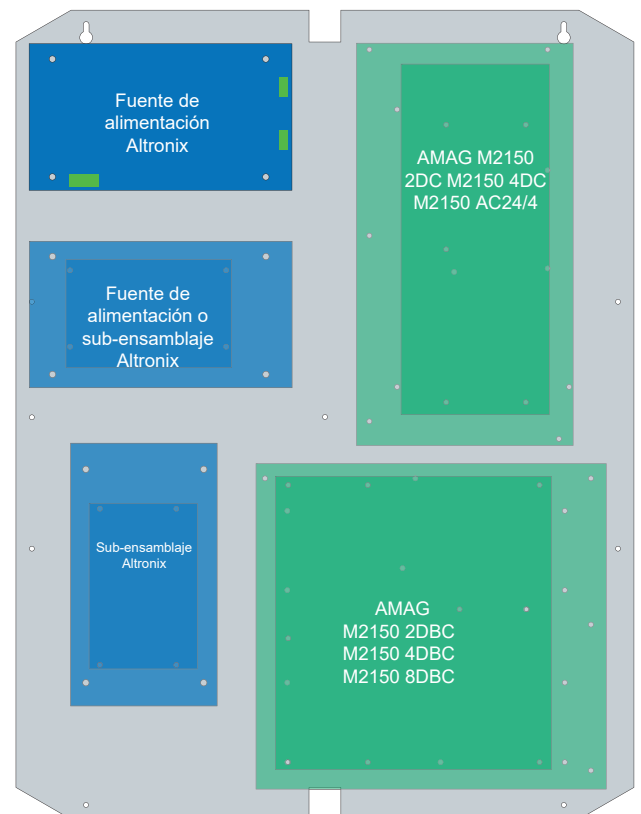 Fuente de
alimentación
Altronix
AMAG M2150
2DC M2150 4DC
M2150 AC24/4
Fuente de
alimentación o
sub-ensamblaje
Altronix
Sub-ensamblaje
Altronix
AMAG
M2150 2DBC
M2150 4DBC
M2150 8DBC